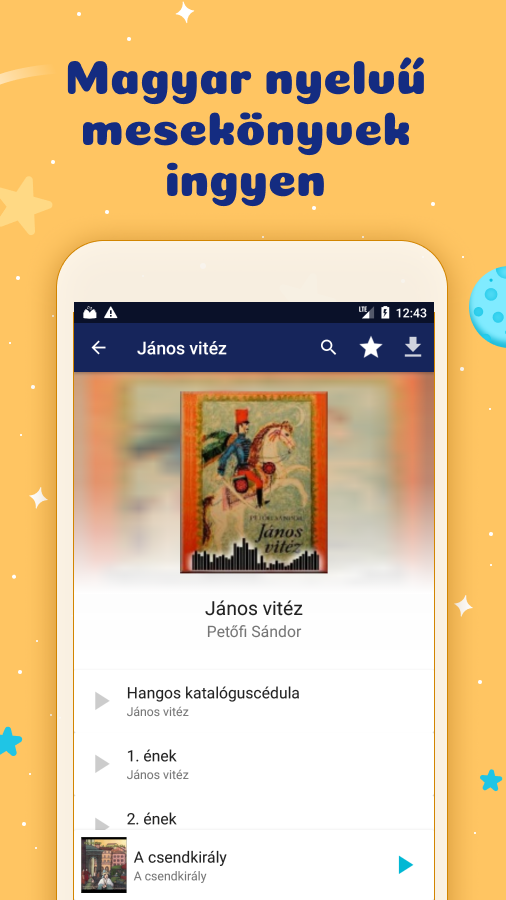 Magyar nyelvű
mesekönyvek
ingyen
LTE
12:43
János vitéz
PETŐFI SÁNDOR
János
vitéz
János vitéz
Petőfi Sándor
Hangos katalóguscédula
János vitéz
1. ének
János vitéz
2. ének
A csendkirály
A csendkirály